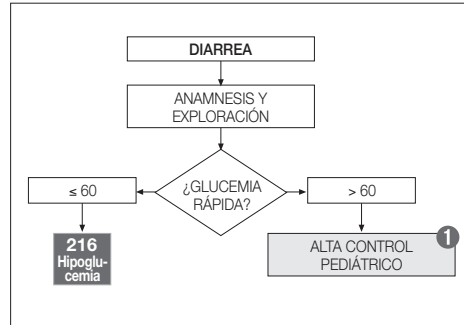 DIARREA
ANAMNESIS Y
EXPLORACIÓN
¿GLUCEMIA
RÁPIDA?
≤ 60
> 60
216
Hipoglu-
cemia
ALTA CONTROL
PEDIÁTRICO
1